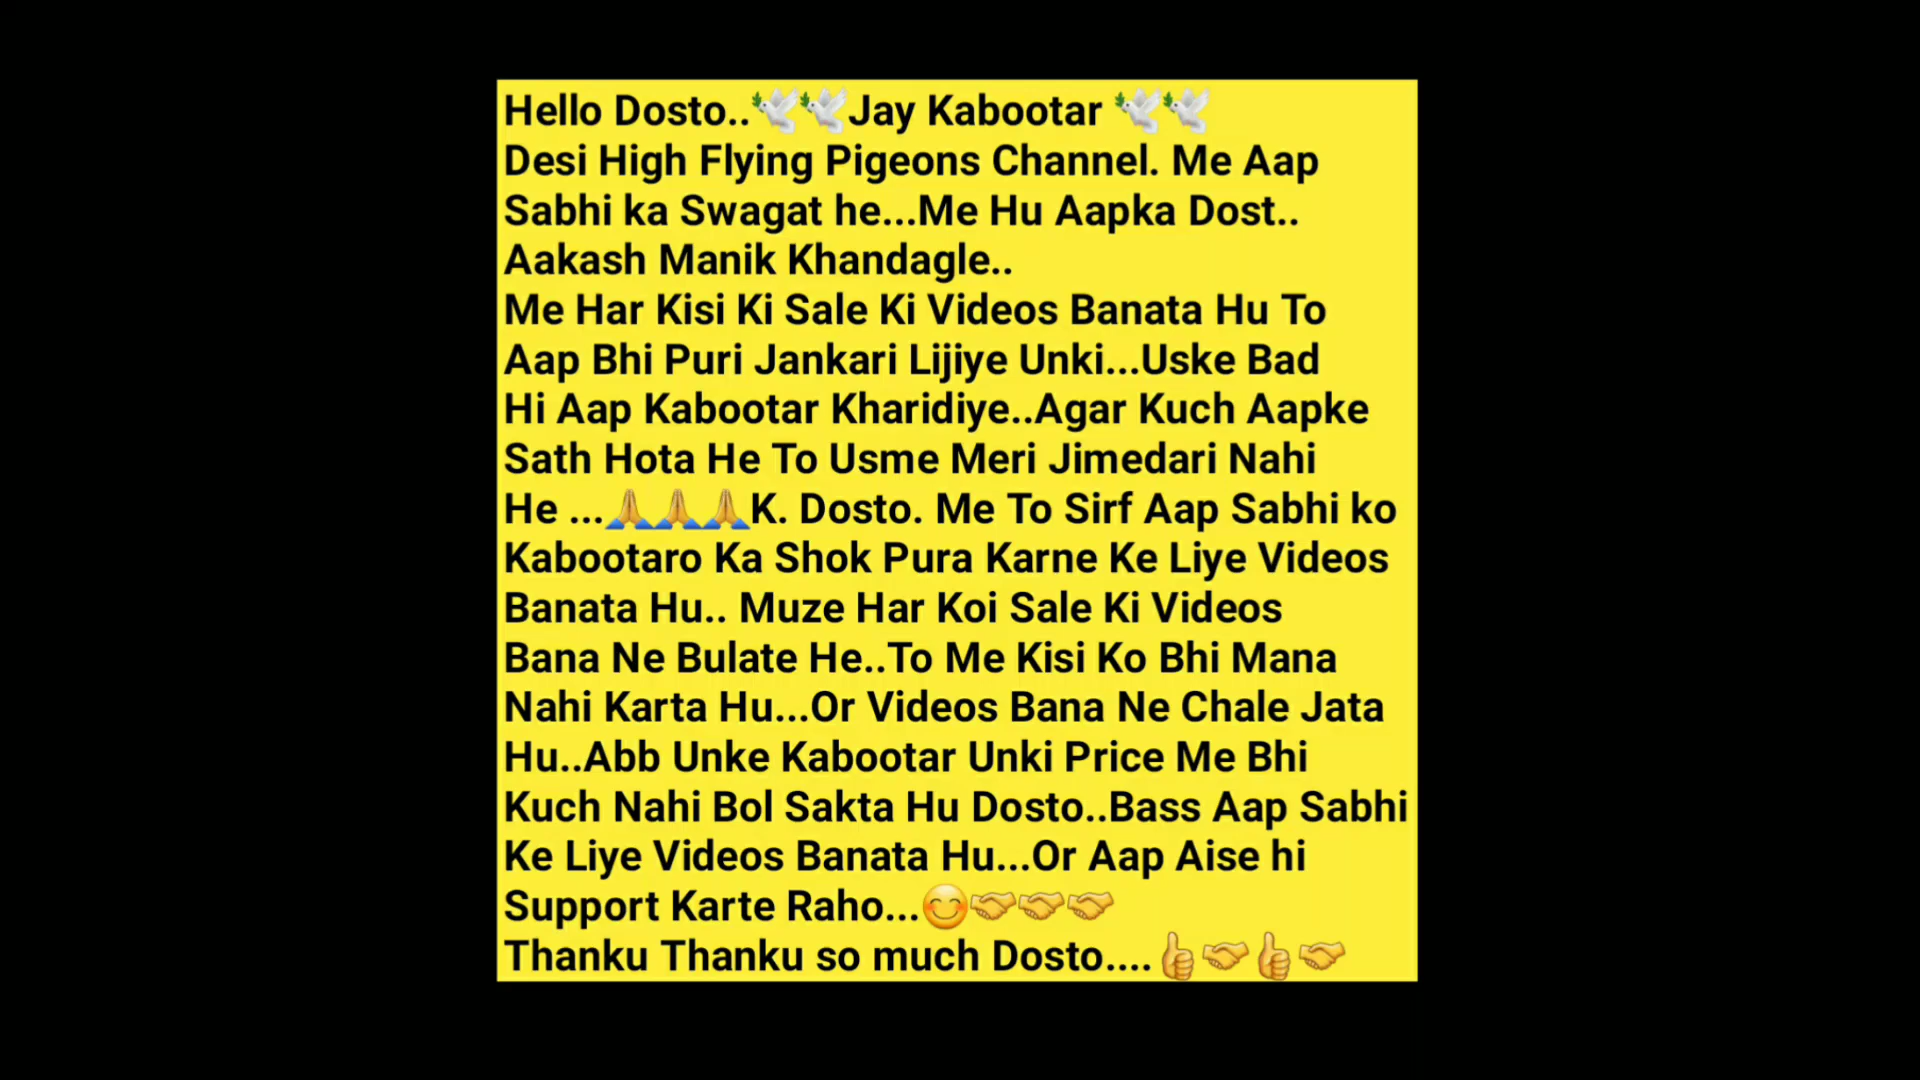 Hello Dosto..🕊️🕊️Jay Kabootar 🕊️🕊️
Desi High Flying Pigeons Channel. Me Aap
Sabhi ka Swagat he...Me Hu Aapka Dost..
Aakash Manik Khandagle..
Me Har Kisi Ki Sale Ki Videos Banata Hu To
Aap Bhi Puri Jankari Lijiye Unki...Uske Bad
Hi Aap Kabootar Kharidiye..Agar Kuch Aapke
Sath Hota He To Usme Meri Jimedari Nahi
He ...🙏🙏🙏K. Dosto. Me To Sirf Aap Sabhi ko
Kabootaro Ka Shok Pura Karne Ke Liye Videos
Banata Hu.. Muze Har Koi Sale Ki Videos
Bana Ne Bulate He..To Me Kisi Ko Bhi Mana
Nahi Karta Hu...Or Videos Bana Ne Chale Jata
Hu..Abb Unke Kabootar Unki Price Me Bhi
Kuch Nahi Bol Sakta Hu Dosto..Bass Aap Sabhi
Ke Liye Videos Banata Hu...Or Aap Aise hi
Support Karte Raho...😊🤝🤝🤝
Thanku Thanku so much Dosto....👍🤝👍🤝